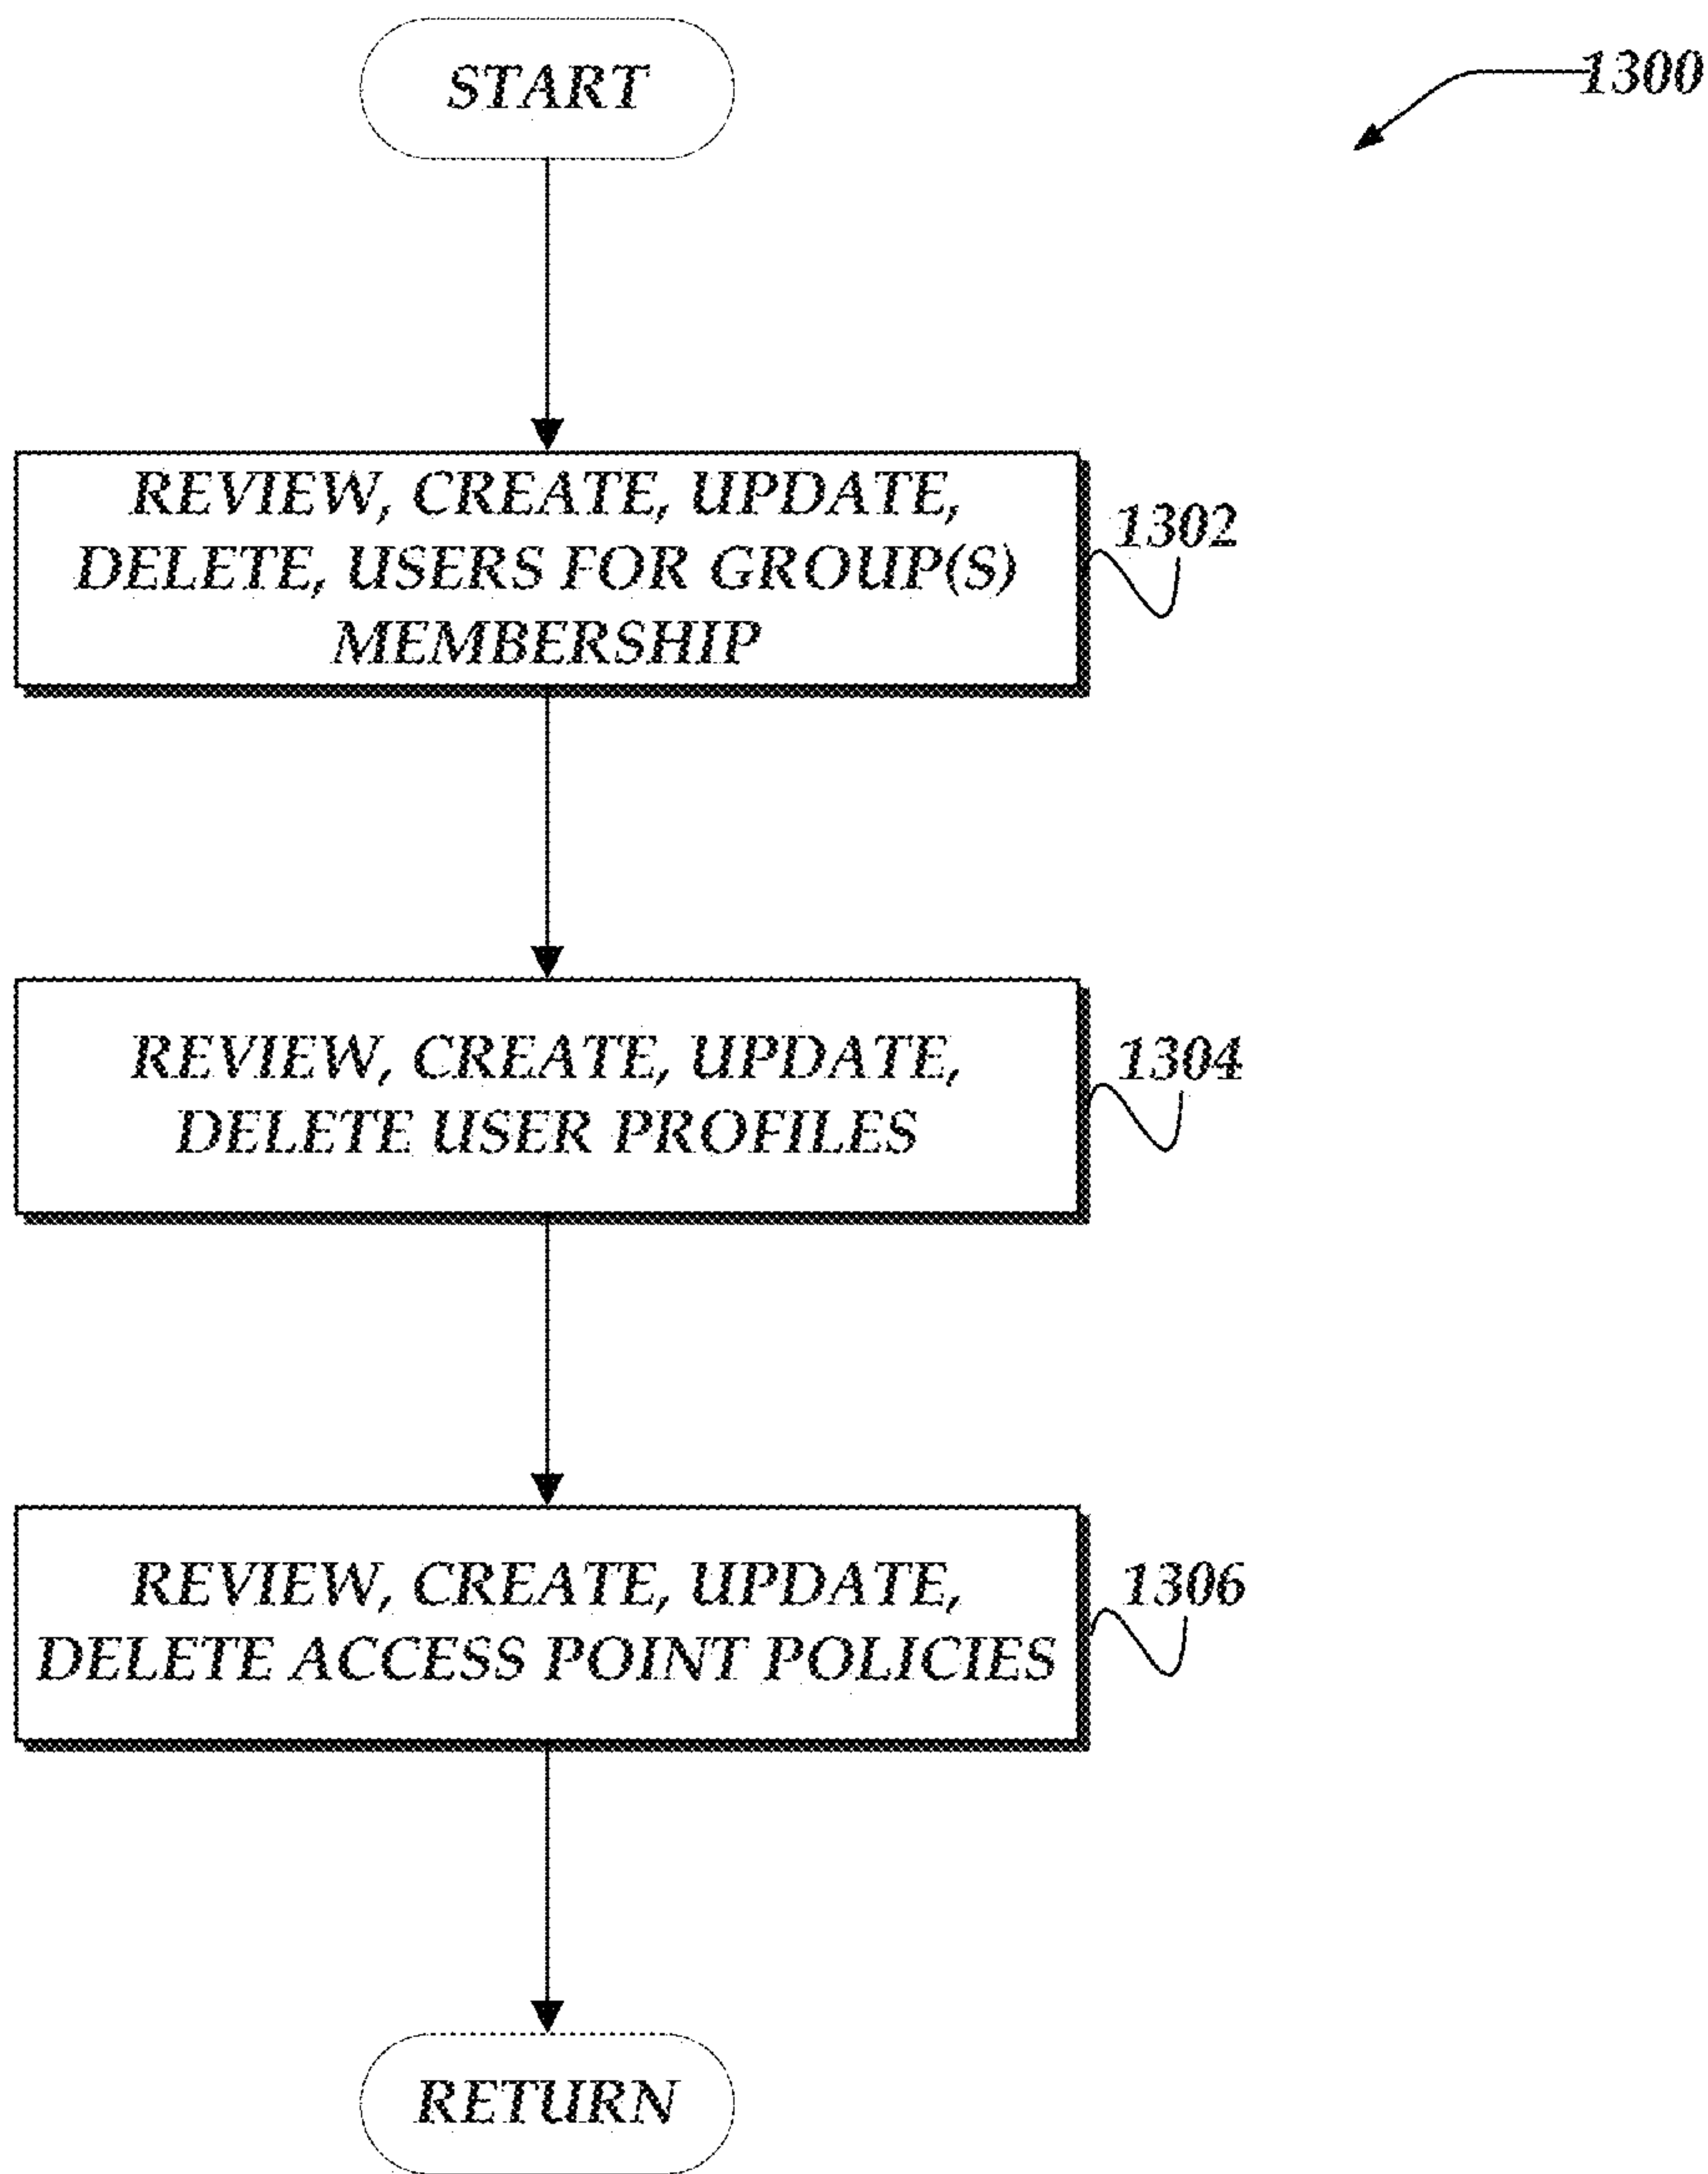 START
1300
REVIEW, CREATE, UPDATE,
DELETE, USERS FOR GROUP(S)
MEMBERSHIP
1302
REVIEW, CREATE, UPDATE,
DELETE USER PROFILES
1304
REVIEW, CREATE, UPDATE,
DELETE ACCESS POINT POLICIES
1306
RETURN